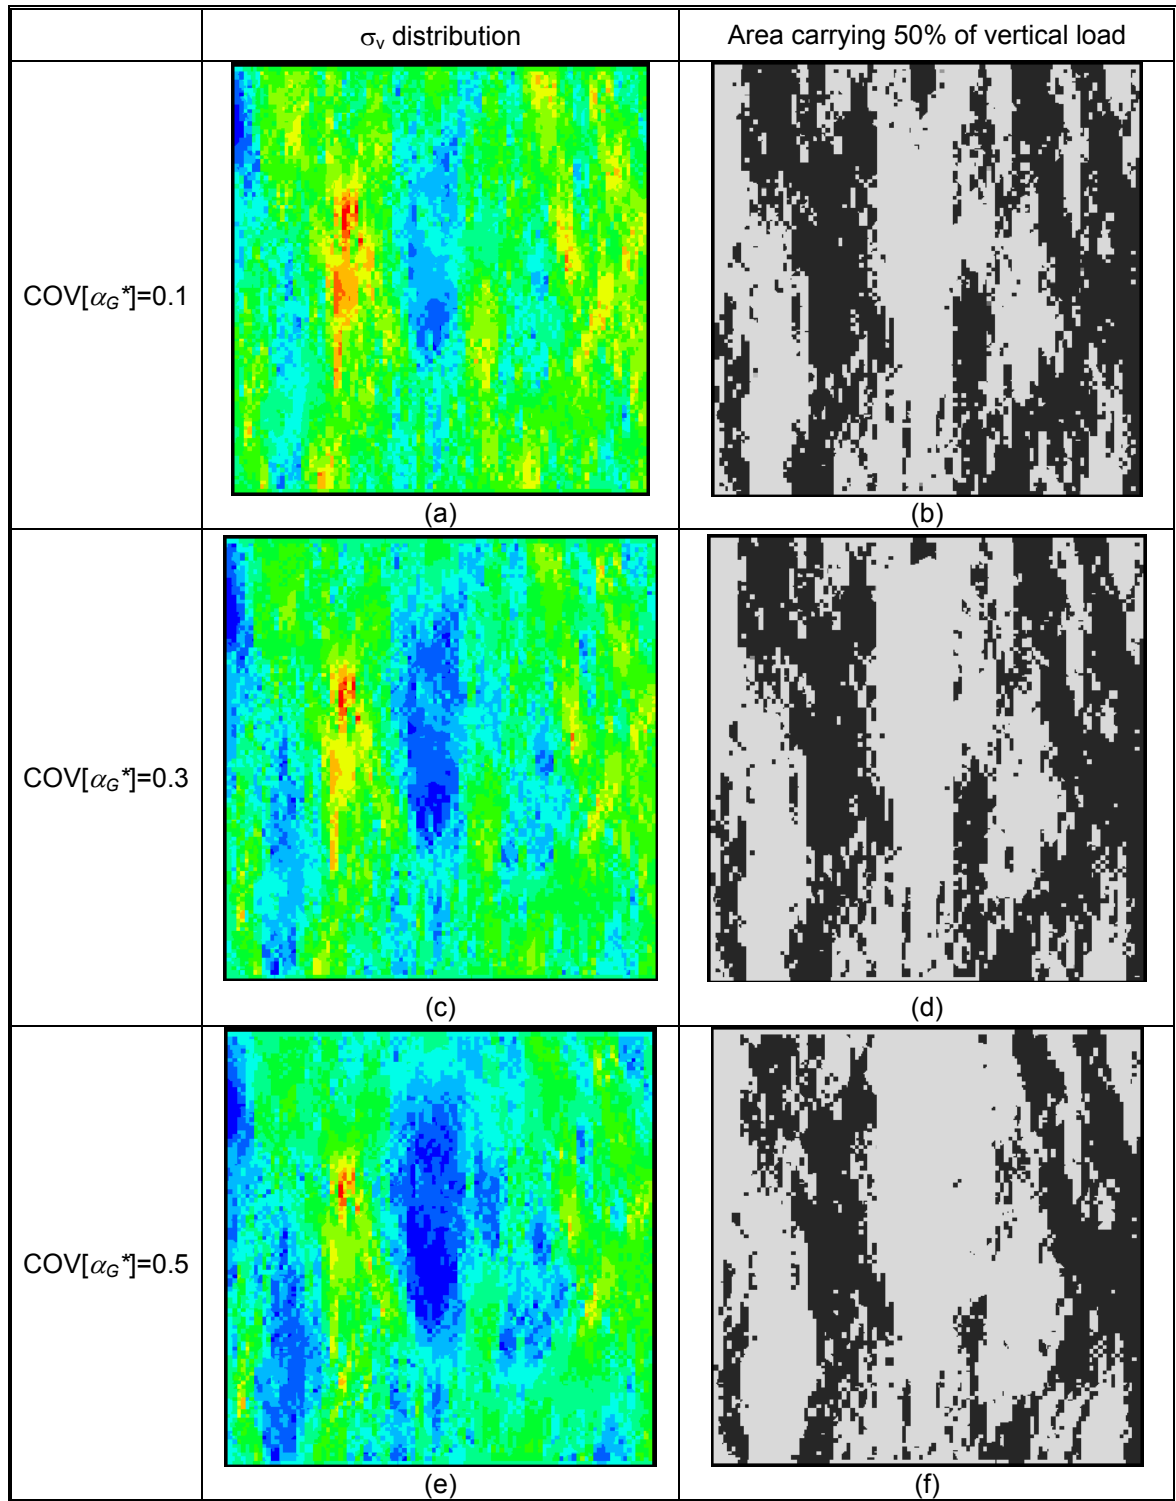 σv distribution
Area carrying 50% of vertical load
COV[αG*]=0.1
(a)
(b)
COV[αG*]=0.3
(c)
(d)
COV[αG*]=0.5
(e)
(f)